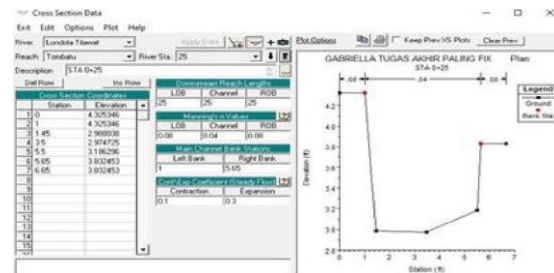 Cross Section Data
Exit Edit Options Plot Help
River: Londola Tilawat
Apply Data
Plot Options
Keep Prev XS Plots
Clear Prev
Reach: Tombatu River Sta.: 25
Description STA 0+25
Del Row Ins Row
Cross Section Coordinates
Station Elevation
1 0 4.325346
2 1 4.325346
3 1.45 2.988038
4 3.5 2.974725
5 5.5 3.186296
6 5.65 3.832453
7 6.65 3.832453
8
9
10
11
12
13
14
15
Downstream Reach Lengths
LOB Channel ROB
25 25 25
Manning's n Values
LOB Channel ROB
0.08 0.04 0.08
Main Channel Bank Stations
Left Bank Right Bank
1 5.65
Cont\Exp Coefficient (Steady Flow)
Contraction Expansion
0.1 0.3
GABRIELLA TUGAS AKHIR PALING FIX Plan
STA 0+25
.08 .04 .08
Legend
Ground
Bank Sta
Elevation (ft)
4.4
4.2
4.0
3.8
3.6
3.4
3.2
3.0
2.8
0 1 2 3 4 5 6 7
Station (ft)